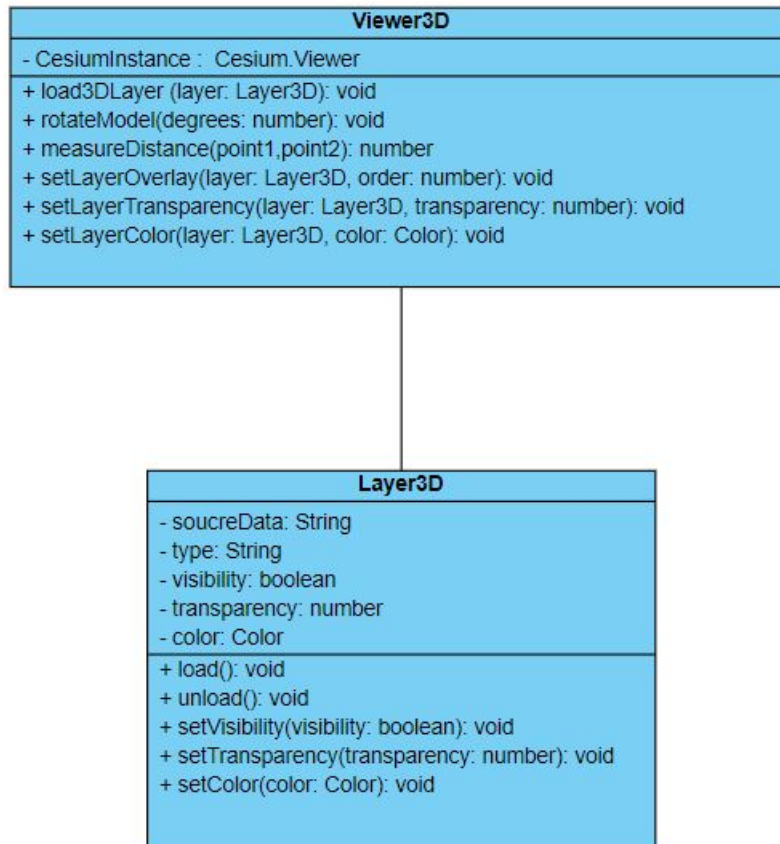 Viewer3D
- CesiumInstance : Cesium.Viewer
+ load3DLayer (layer: Layer3D): void
+ rotateModel(degrees: number): void
+ measureDistance(point1,point2): number
+ setLayerOverlay(layer: Layer3D, order: number): void
+ setLayerTransparency(layer: Layer3D, transparency: number): void
+ setLayerColor(layer: Layer3D, color: Color): void
Layer3D
- soucreData: String
- type: String
- visibility: boolean
- transparency: number
- color: Color
+ load(): void
+ unload(): void
+ setVisibility(visibility: boolean): void
+ setTransparency(transparency: number): void
+ setColor(color: Color): void